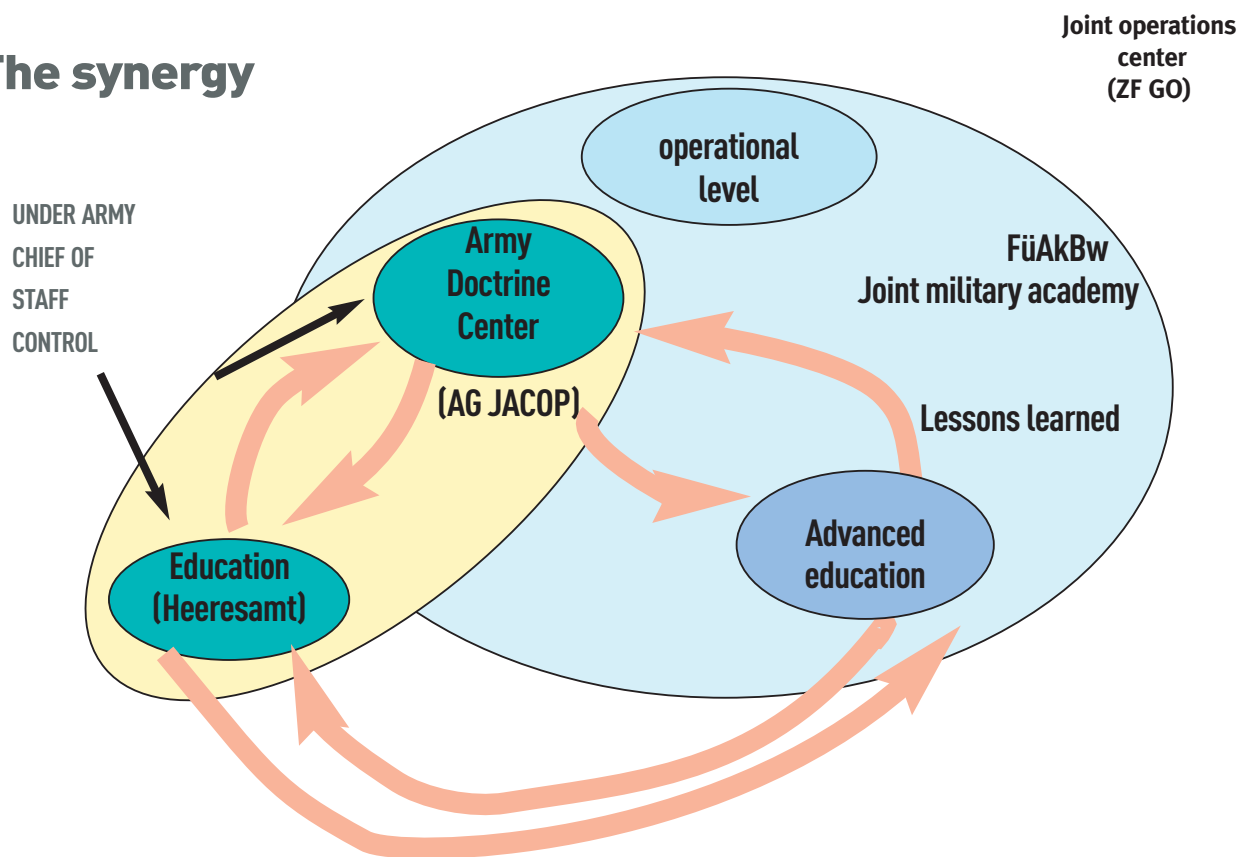 The synergy
Joint operations
center
(ZF GO)
operational
level
UNDER ARMY
CHIEF OF
STAFF
CONTROL
Army
Doctrine
Center
(AG JACOP)
FüAkBw
Joint military academy
Lessons learned
Advanced
education
Education
(Heeresamt)